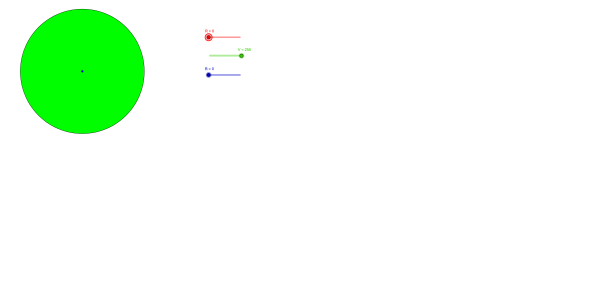 R = 0
V = 255
B = 0